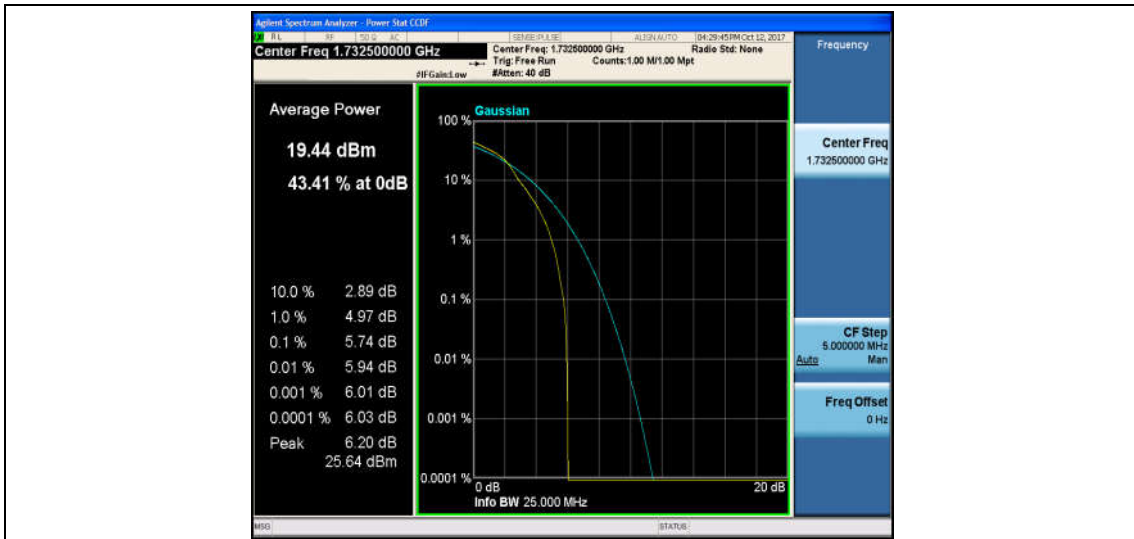 Agilent Spectrum Analyzer - Power Stat CCDF
RL RF 50 Ω AC SENSE:PULSE ALIGN AUTO 04:29:45PM Oct 12, 2017
Center Freq 1.732500000 GHz
Center Freq: 1.732500000 GHz Radio Std: None
Trig: Free Run Counts:1.00 M/1.00 Mpt
#IFGain:Low #Atten: 40 dB
Frequency
Average Power
19.44 dBm
43.41 % at 0dB
10.0 % 2.89 dB
1.0 % 4.97 dB
0.1 % 5.74 dB
0.01 % 5.94 dB
0.001 % 6.01 dB
0.0001 % 6.03 dB
Peak 6.20 dB
25.64 dBm
Gaussian
100 %
10 %
1 %
0.1 %
0.01 %
0.001 %
0.0001 %
0 dB 20 dB
Info BW 25.000 MHz
Center Freq
1.732500000 GHz
CF Step
5.000000 MHz
Auto Man
Freq Offset
0 Hz
MSG STATUS